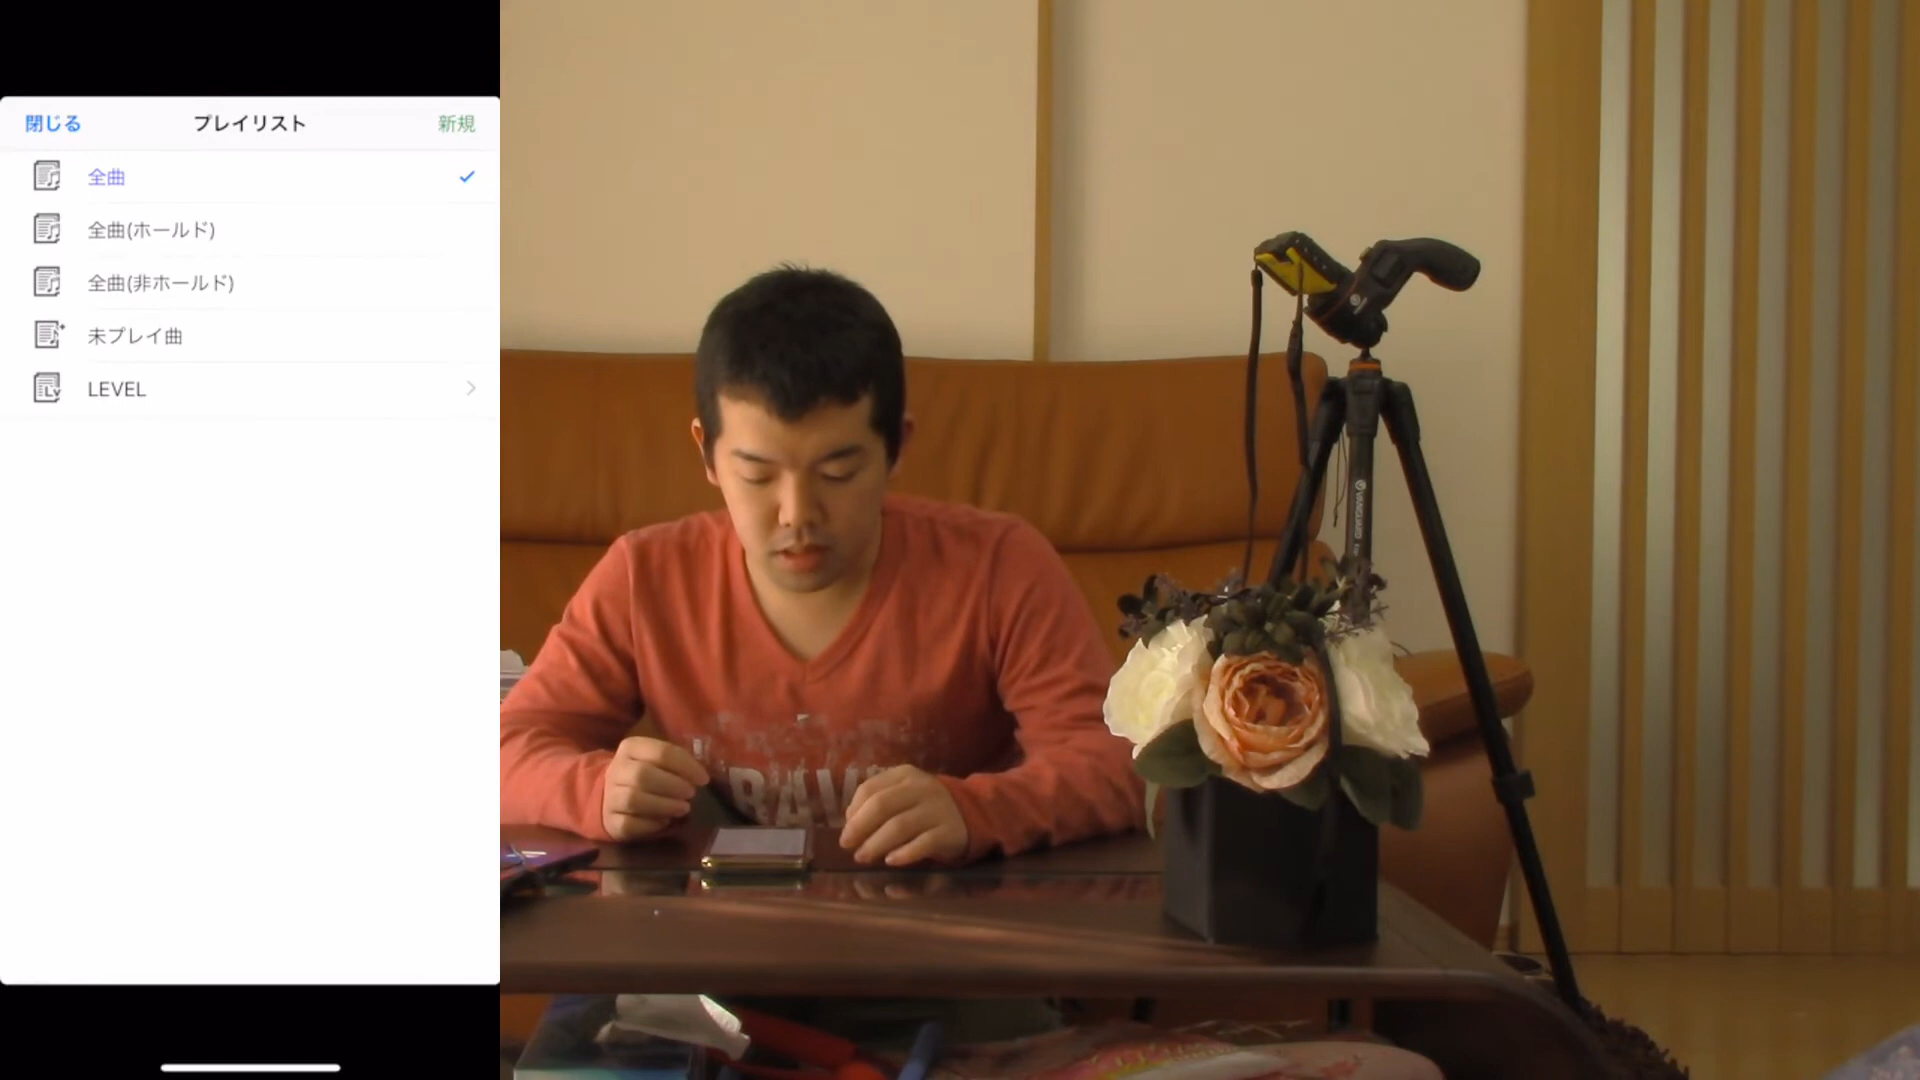 閉じる プレイリスト 新規
全曲
全曲(ホールド)
全曲(非ホールド)
未プレイ曲
LEVEL
VANGUARD